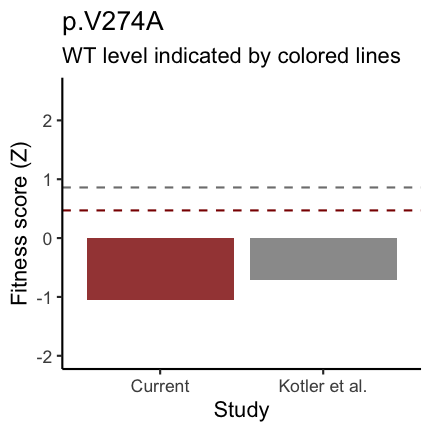 p.V274A
WT level indicated by colored lines
Fitness score (Z)
2
1
0
-1
-2
Current
Kotler et al.
Study